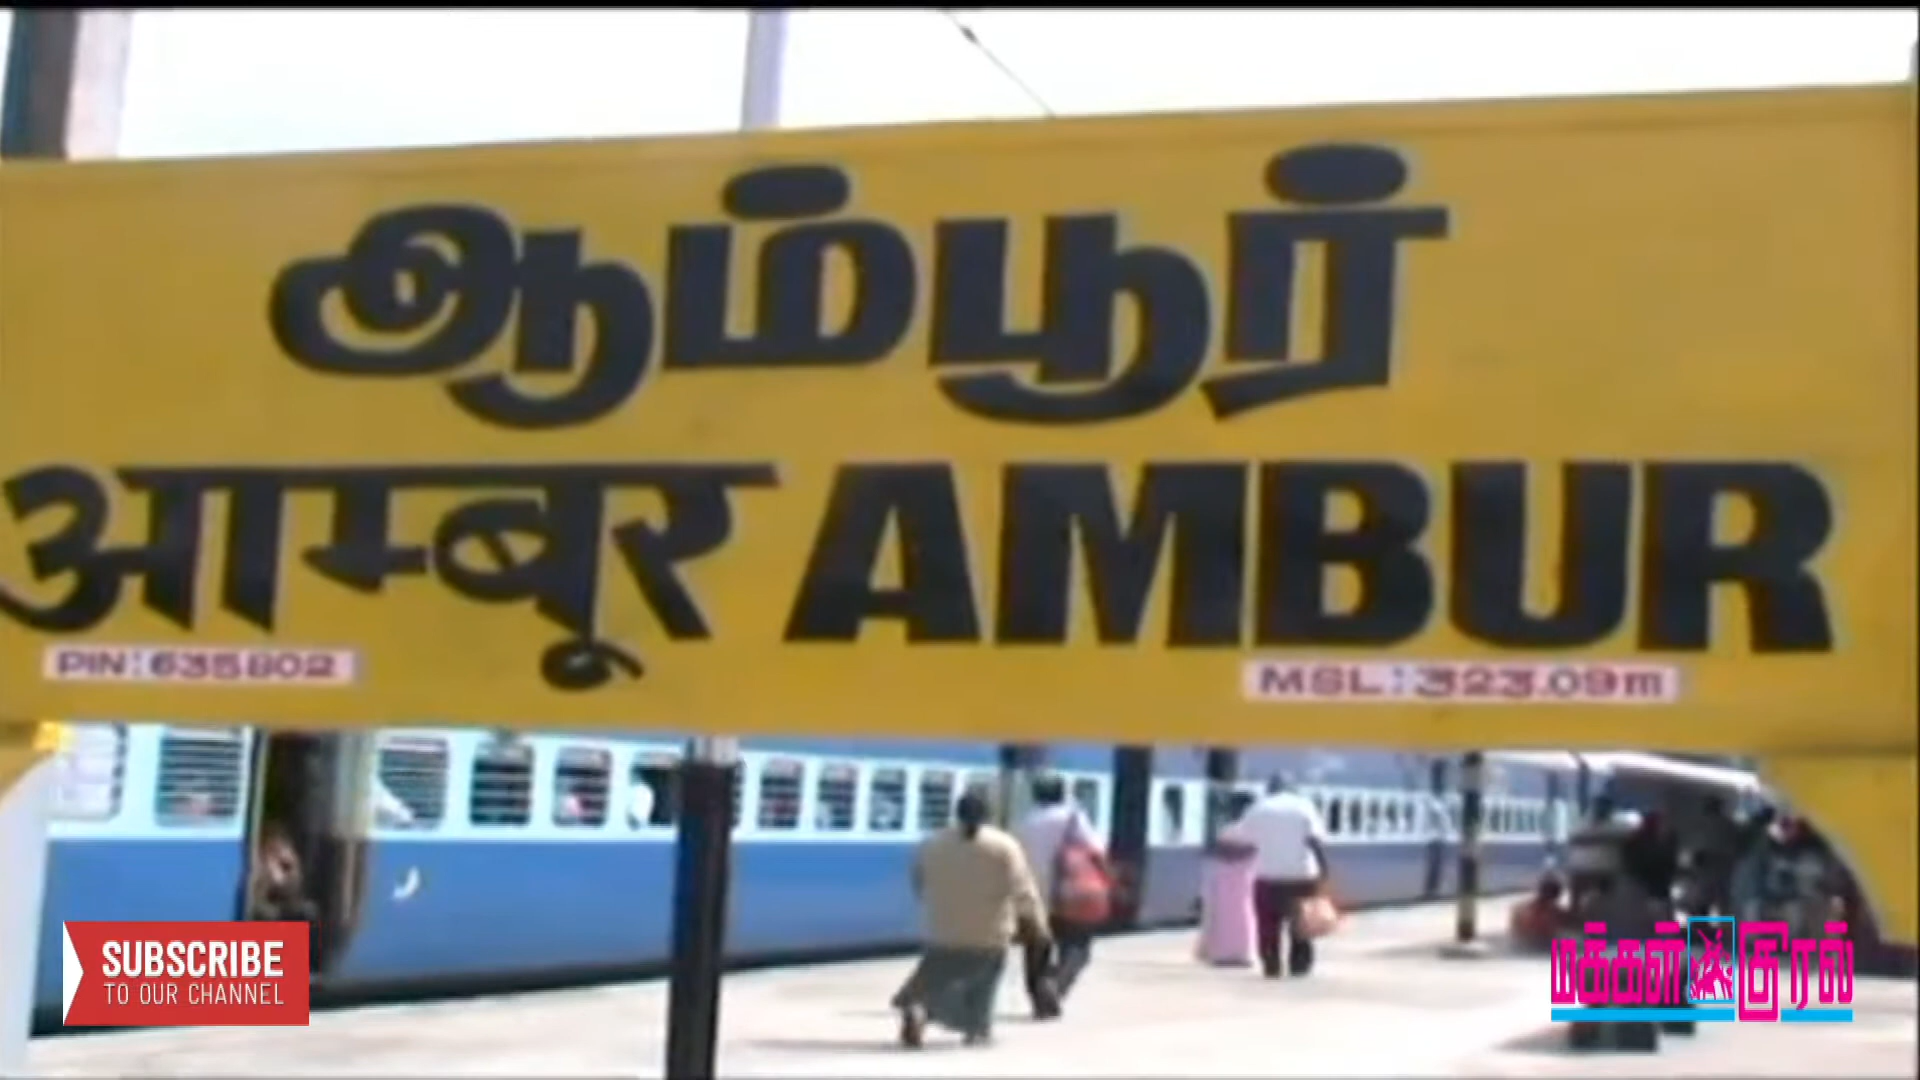 ஆம்பூர்
आम्बूर AMBUR
PIN:635802 MSL:323.09m
SUBSCRIBE
TO OUR CHANNEL
மக்கள் குரல்